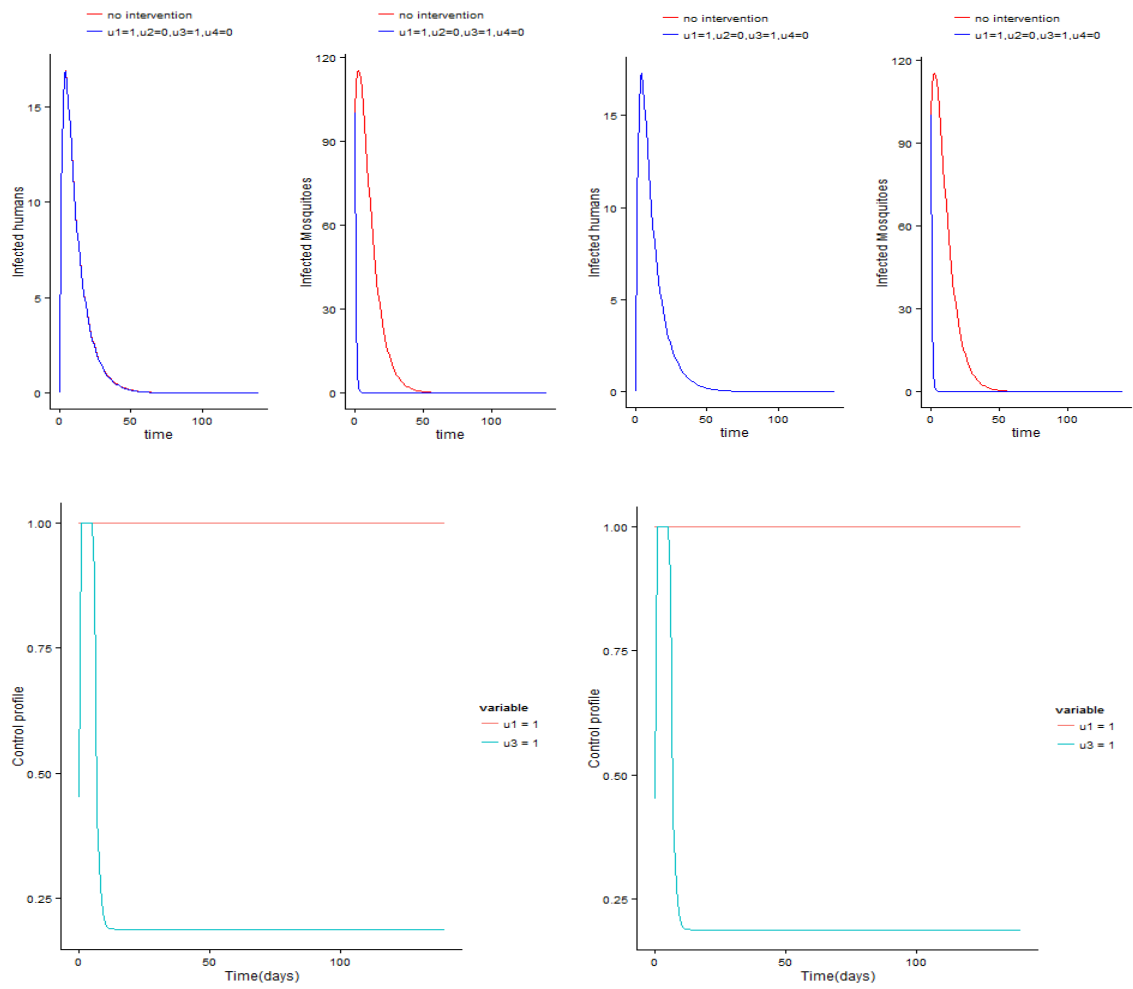 no intervention
u1=1,u2=0,u3=1,u4=0
Infected humans
15
10
5
0
0
50
100
time
no intervention
u1=1,u2=0,u3=1,u4=0
Infected Mosquitoes
120
90
60
30
0
0
50
100
time
no intervention
u1=1,u2=0,u3=1,u4=0
Infected humans
15
10
5
0
0
50
100
time
no intervention
u1=1,u2=0,u3=1,u4=0
Infected Mosquitoes
120
90
60
30
0
0
50
100
time
Control profile
1.00
0.75
0.50
0.25
0
50
100
Time(days)
variable
u1 = 1
u3 = 1
Control profile
1.00
0.75
0.50
0.25
0
50
100
Time(days)
variable
u1 = 1
u3 = 1